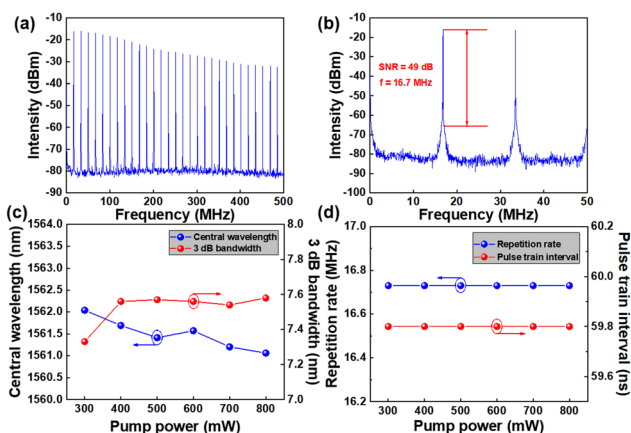 (a)
-10
-20
-30
-40
-50
-60
-70
-80
-90
Intensity (dBm)
0 100 200 300 400 500
Frequency (MHz)
(b)
-10
-20
-30
-40
-50
-60
-70
-80
-90
-100
Intensity (dBm)
SNR = 49 dB
f = 16.7 MHz
0 10 20 30 40 50
Frequency (MHz)
(c)
1564.0
1563.5
1563.0
1562.5
1562.0
1561.5
1561.0
1560.5
1560.0
Central wavelength (nm)
Central wavelength
3 dB bandwidth
8.0
7.8
7.6
7.4
7.2
7.0
3 dB bandwidth (nm)
300 400 500 600 700 800
Pump power (mW)
(d)
17.0
16.8
16.6
16.4
16.2
Repetition rate (MHz)
Repetition rate
Pulse train interval
60.2
60.0
59.8
59.6
Pulse train interval (ns)
300 400 500 600 700 800
Pump power (mW)